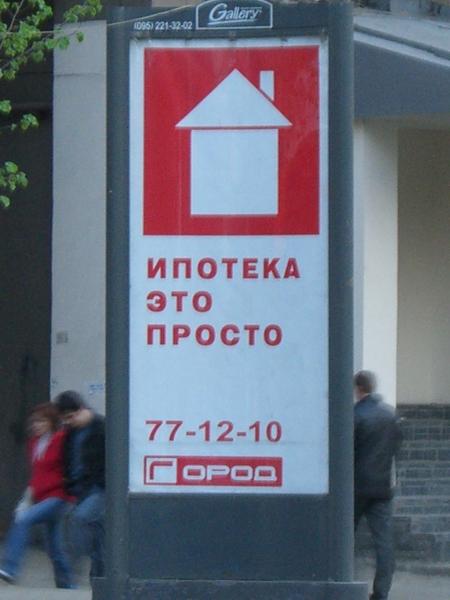 Gallery
(095) 221-32-02
ИПОТЕКА
ЭТО
ПРОСТО
77-12-10
ГОРОД